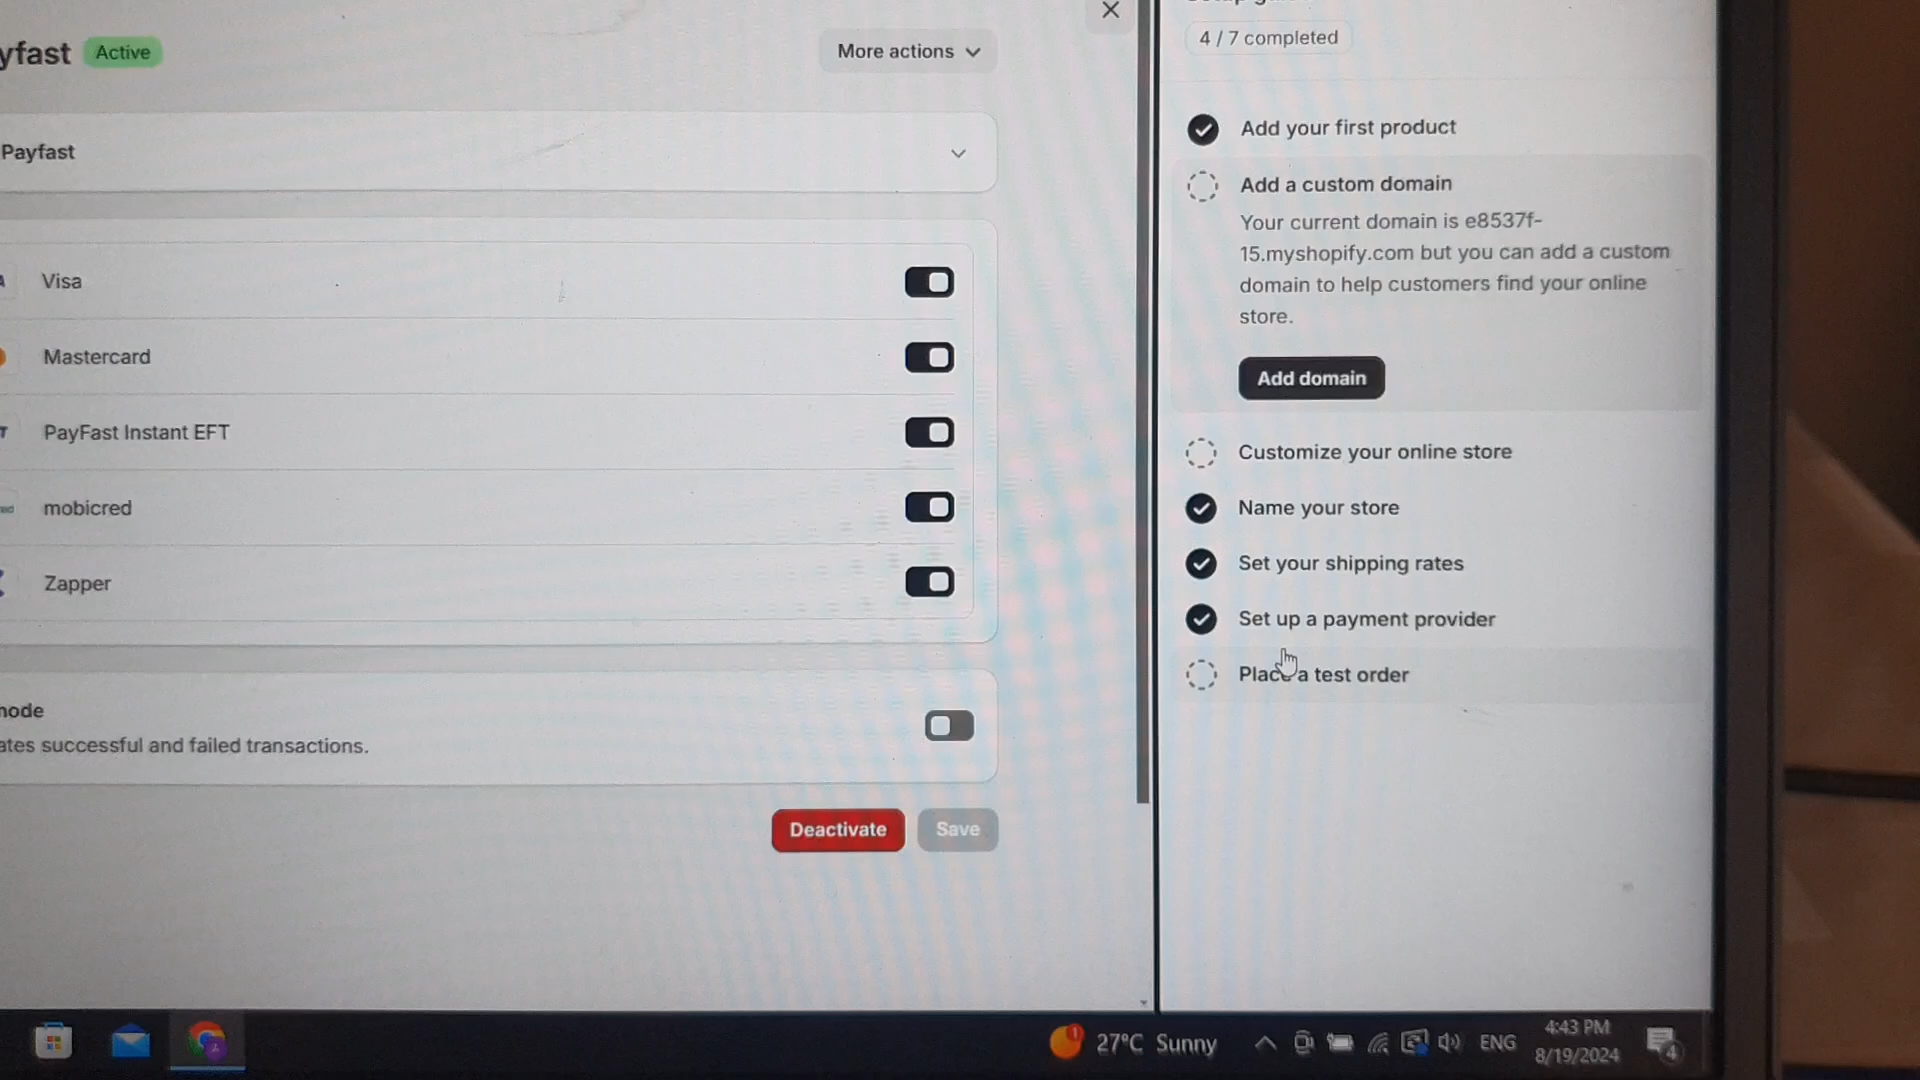 yfast Active
More actions
Payfast
Visa
Mastercard
PayFast Instant EFT
mobicred
Zapper
mode
ates successful and failed transactions.
Deactivate Save
4 / 7 completed
Add your first product
Add a custom domain
Your current domain is e8537f-
15.myshopify.com but you can add a custom
domain to help customers find your online
store.
Add domain
Customize your online store
Name your store
Set your shipping rates
Set up a payment provider
Place a test order
1
27°C Sunny
ENG
4:43 PM
8/19/2024
4